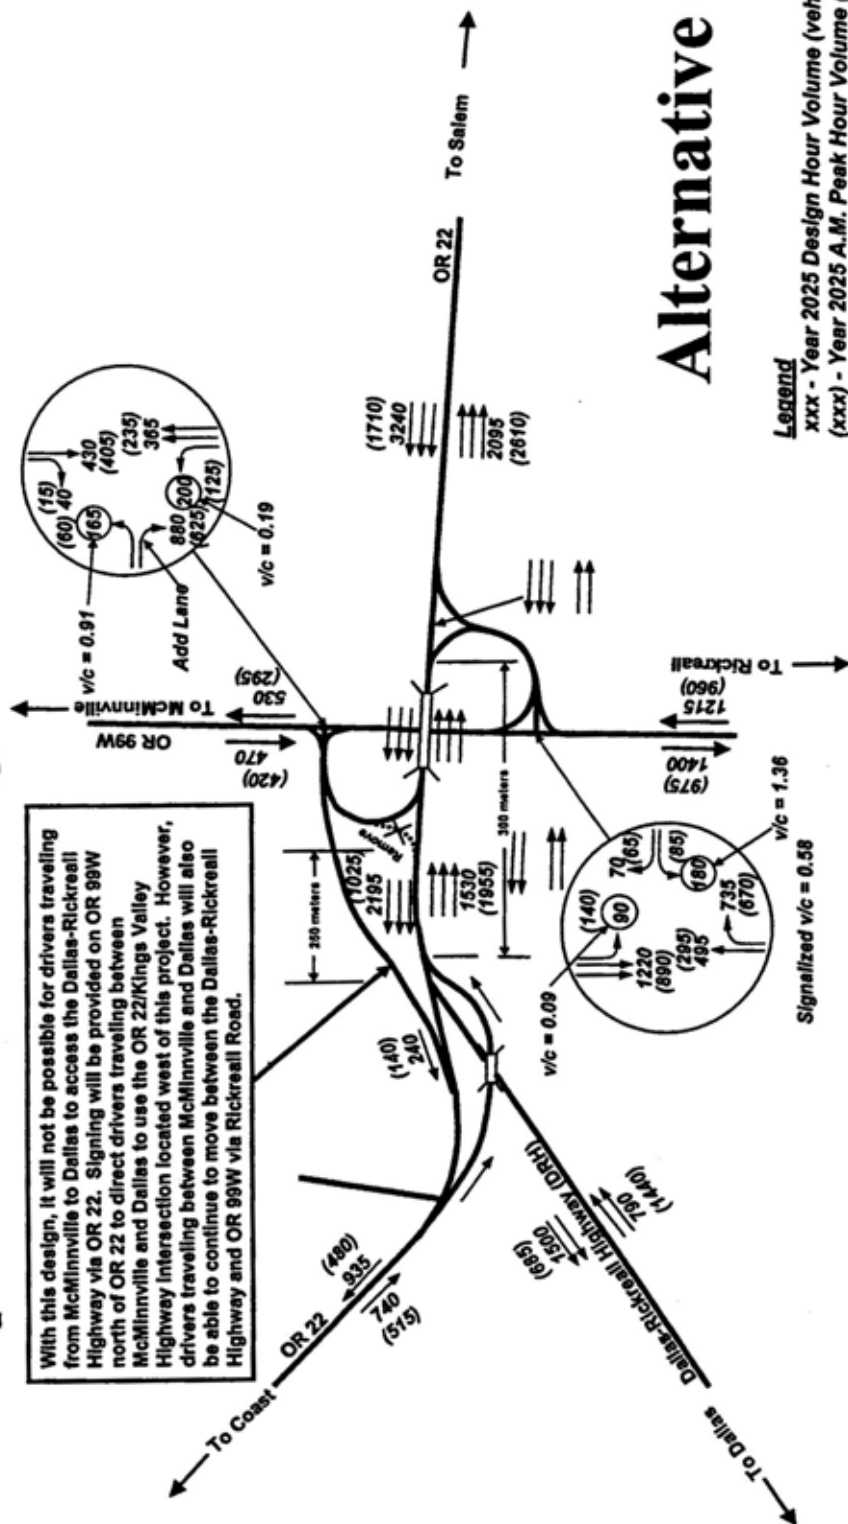 With this design, it will not be possible for drivers traveling
from McMinnville to Dallas to access the Dallas-Rickreall
Highway via OR 22. Signing will be provided on OR 99W
north of OR 22 to direct drivers traveling between
McMinnville and Dallas to use the OR 22/Kings Valley
Highway intersection located west of this project. However,
drivers traveling between McMinnville and Dallas will also
be able to continue to move between the Dallas-Rickreall
Highway and OR 99W via Rickreall Road.
To Coast
OR 22
(480)
935
740
(515)
To Dallas
Dallas-Rickreall Highway (DRH)
(685)
1500
790
(1440)
(140)
240
250 meters
(1025)
2195
Remove
1530
(1955)
300 meters
OR 99W
To McMinnville
470
(420)
530
(295)
v/c = 0.91
Add Lane
(60)
165
(15)
40
430
(405)
(235)
365
880
(625)
200
(125)
v/c = 0.19
To Rickreall
1215
(960)
1400
(975)
v/c = 0.09
(140)
90
70
(65)
1220
(890)
(295)
495
(85)
180
735
(670)
v/c = 1.36
Signalized v/c = 0.58
(1710)
3240
2095
(2610)
OR 22
To Salem
Alternative
Legend
xxx - Year 2025 Design Hour Volume (veh
(xxx) - Year 2025 A.M. Peak Hour Volume (